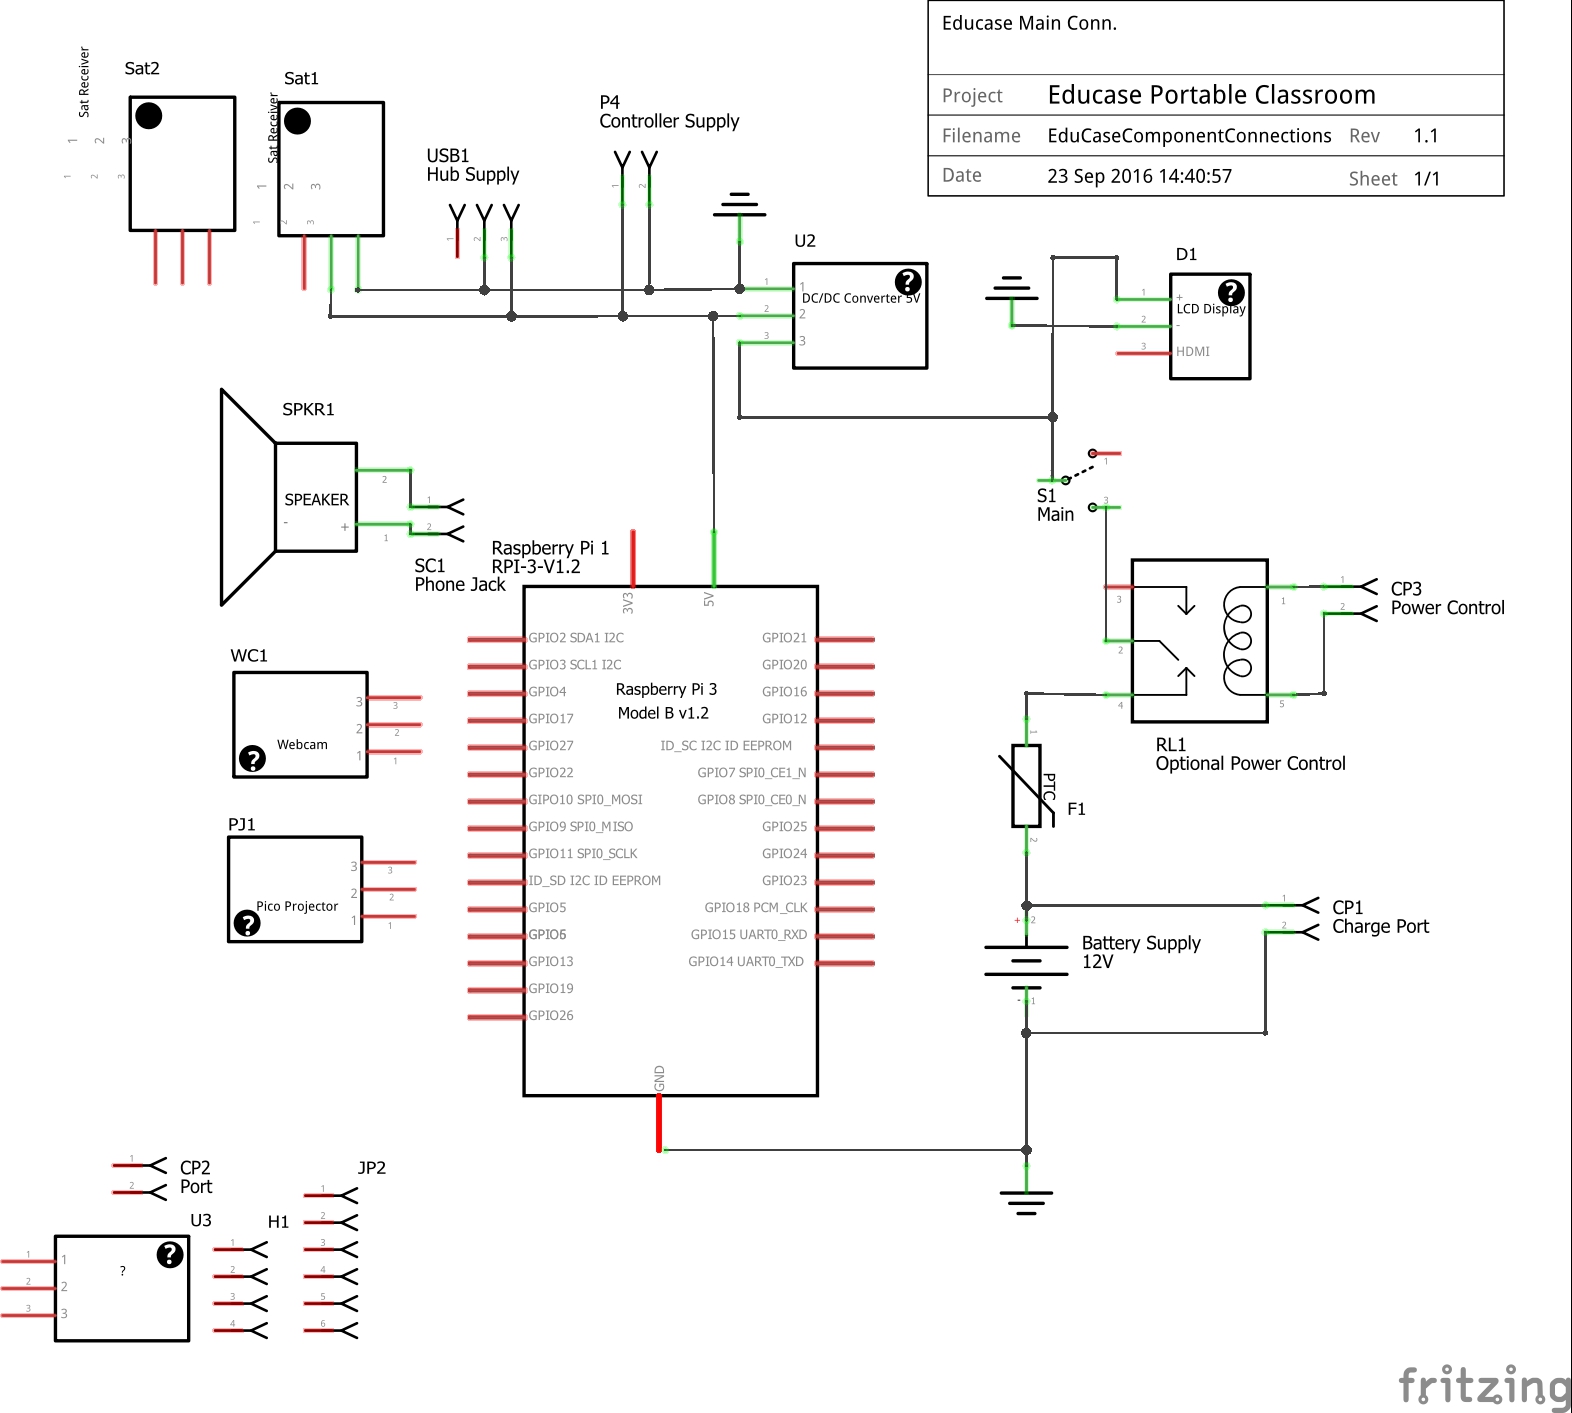 Educase Main Conn.
Project Educase Portable Classroom
Filename EduCaseComponentConnections Rev 1.1
Date 23 Sep 2016 14:40:57 Sheet 1/1
Sat2
Sat Receiver
1 2 3
1 2 3
Sat1
Sat Receiver
1 2 3
1 2 3
USB1
Hub Supply
1 2 3
P4
Controller Supply
1 2
U2
DC/DC Converter 5V
1 1
2 2
3 3
D1
LCD Display
1 +
2 -
3 HDMI
S1
Main
1
3
SPKR1
SPEAKER
- +
2
1
1
2
SC1
Phone Jack
Raspberry Pi 1
RPI-3-V1.2
3V3 5V
Raspberry Pi 3
Model B v1.2
GPIO2 SDA1 I2C
GPIO3 SCL1 I2C
GPIO4
GPIO17
GPIO27
GPIO22
GIPO10 SPI0_MOSI
GPIO9 SPI0_MISO
GPIO11 SPI0_SCLK
ID_SD I2C ID EEPROM
GPIO5
GPIO6
GPIO13
GPIO19
GPIO26
GPIO21
GPIO20
GPIO16
GPIO12
ID_SC I2C ID EEPROM
GPIO7 SPI0_CE1_N
GPIO8 SPI0_CE0_N
GPIO25
GPIO24
GPIO23
GPIO18 PCM_CLK
GPIO15 UART0_RXD
GPIO14 UART0_TXD
GND
WC1
Webcam
3 3
2 2
1 1
PJ1
Pico Projector
3 3
2 2
1 1
3
2
4
1
5
RL1
Optional Power Control
1
2
CP3
Power Control
1
PTC
F1
2
+ 2
Battery Supply
12V
- 1
1
2
CP1
Charge Port
1
2
CP2
Port
U3
?
1 1
2 2
3 3
H1
1
2
3
4
JP2
1
2
3
4
5
6
fritzing